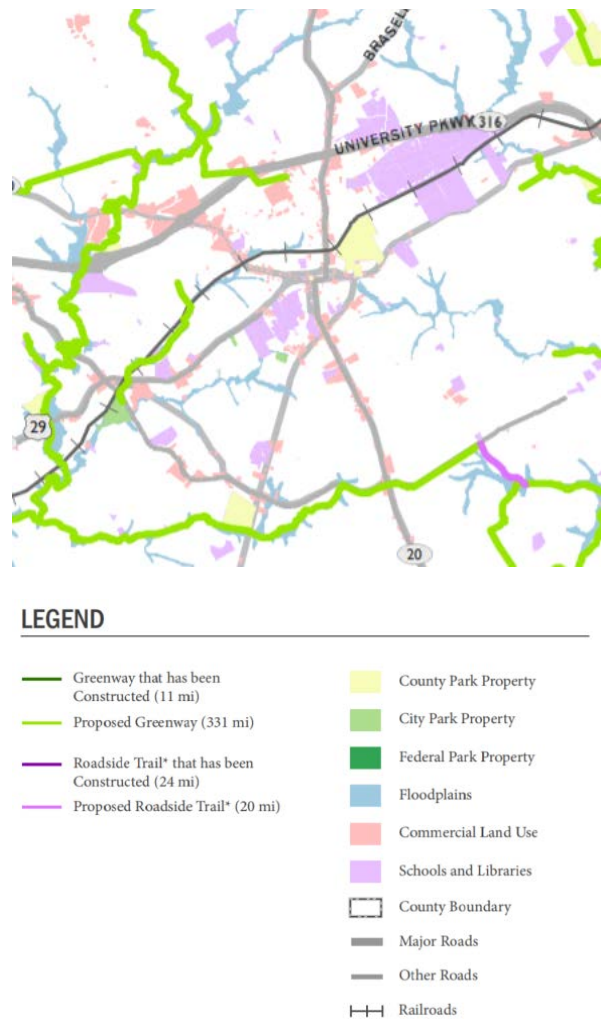 BRASEL
UNIVERSITY PKWY 316
29
20
LEGEND
Greenway that has been
Constructed (11 mi)
Proposed Greenway (331 mi)
Roadside Trail* that has been
Constructed (24 mi)
Proposed Roadside Trail* (20 mi)
County Park Property
City Park Property
Federal Park Property
Floodplains
Commercial Land Use
Schools and Libraries
County Boundary
Major Roads
Other Roads
Railroads